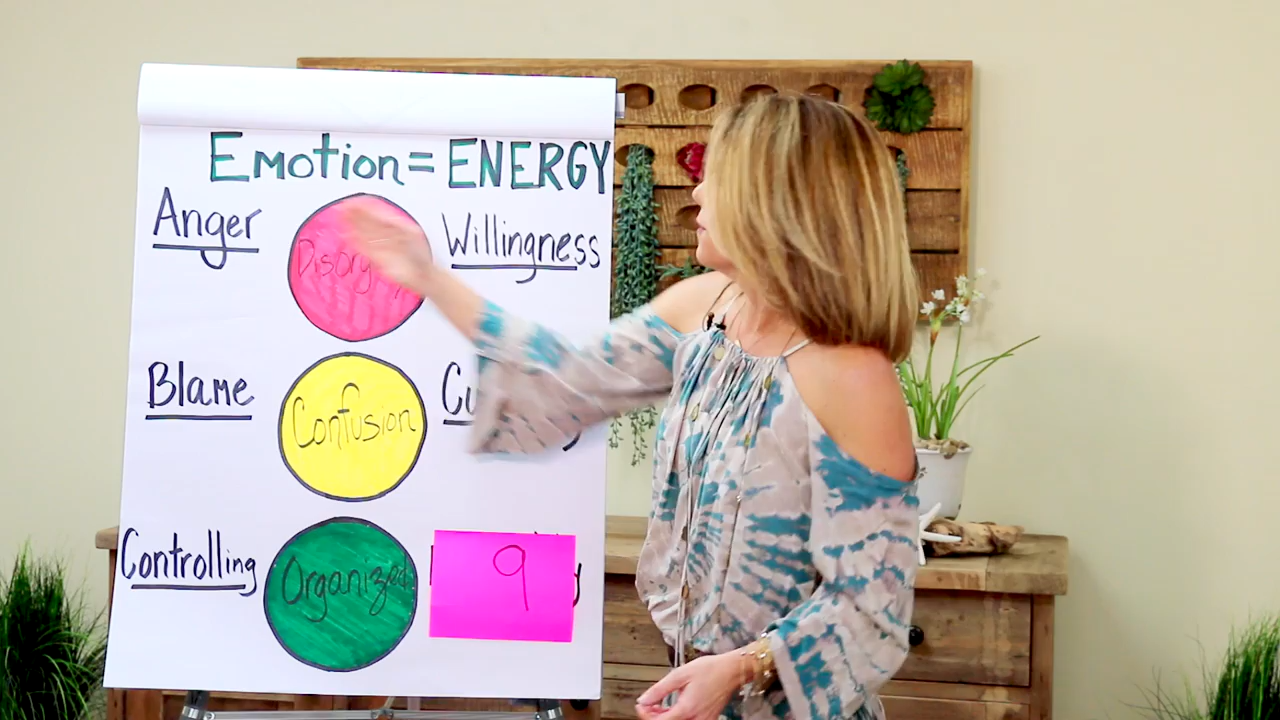 Emotion = ENERGY
Anger
Willingness
Blame
Confusion
Controlling
Organized
9